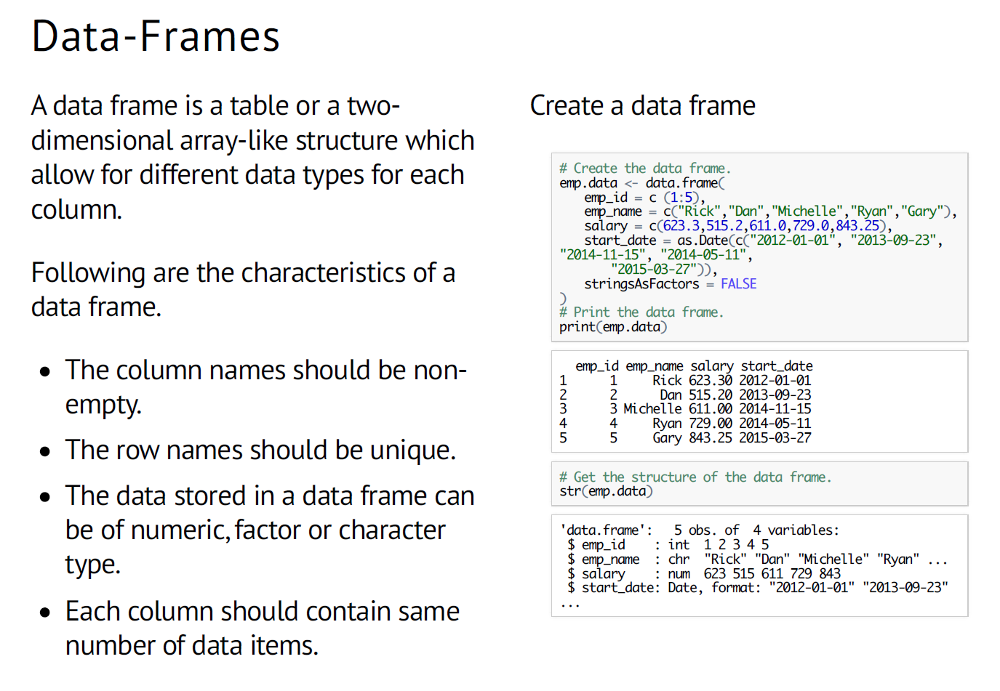 Data-Frames
A data frame is a table or a two-
dimensional array-like structure which
allow for different data types for each
column.
Following are the characteristics of a
data frame.
• The column names should be non-
empty.
• The row names should be unique.
• The data stored in a data frame can
be of numeric, factor or character
type.
• Each column should contain same
number of data items.
Create a data frame
# Create the data frame.
emp.data <- data.frame(
   emp_id = c (1:5),
   emp_name = c("Rick","Dan","Michelle","Ryan","Gary"),
   salary = c(623.3,515.2,611.0,729.0,843.25),
   start_date = as.Date(c("2012-01-01", "2013-09-23",
"2014-11-15", "2014-05-11",
      "2015-03-27")),
   stringsAsFactors = FALSE
)
# Print the data frame.
print(emp.data)
  emp_id emp_name salary start_date
1      1     Rick 623.30 2012-01-01
2      2      Dan 515.20 2013-09-23
3      3 Michelle 611.00 2014-11-15
4      4     Ryan 729.00 2014-05-11
5      5     Gary 843.25 2015-03-27
# Get the structure of the data frame.
str(emp.data)
'data.frame':   5 obs. of  4 variables:
 $ emp_id    : int  1 2 3 4 5
 $ emp_name  : chr  "Rick" "Dan" "Michelle" "Ryan" ...
 $ salary    : num  623 515 611 729 843
 $ start_date: Date, format: "2012-01-01" "2013-09-23"
...